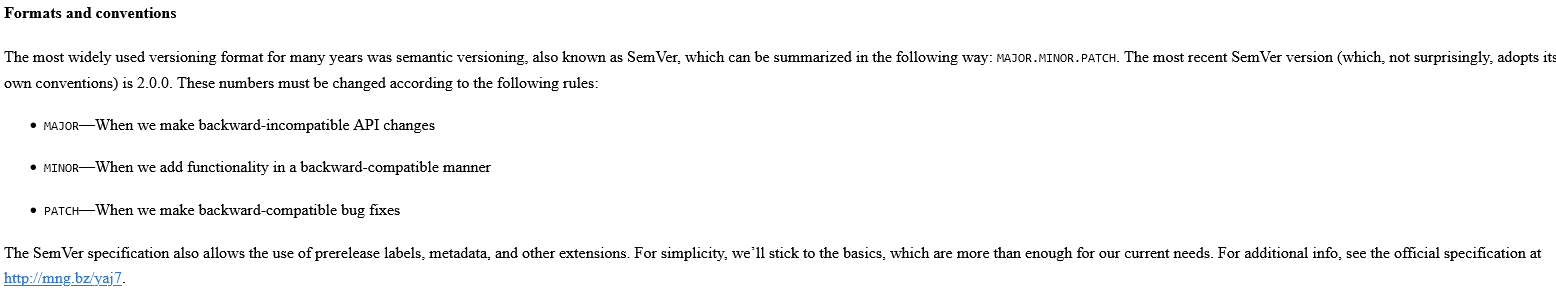 Formats and conventions
The most widely used versioning format for many years was semantic versioning, also known as SemVer, which can be summarized in the following way: MAJOR.MINOR.PATCH. The most recent SemVer version (which, not surprisingly, adopts its
own conventions) is 2.0.0. These numbers must be changed according to the following rules:
• MAJOR—When we make backward-incompatible API changes
• MINOR—When we add functionality in a backward-compatible manner
• PATCH—When we make backward-compatible bug fixes
The SemVer specification also allows the use of prerelease labels, metadata, and other extensions. For simplicity, we’ll stick to the basics, which are more than enough for our current needs. For additional info, see the official specification at
http://mng.bz/yaj7.